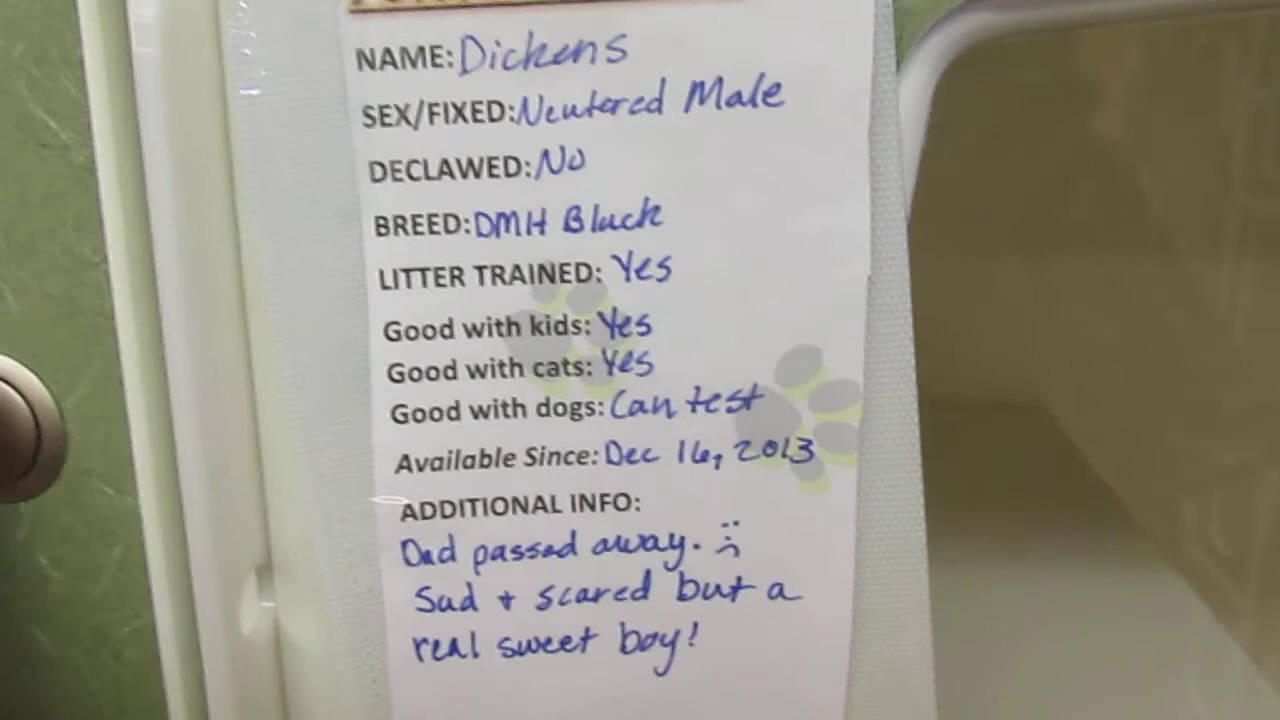 NAME: Dickens
SEX/FIXED: Neutered Male
DECLAWED: No
BREED: DMH Black
LITTER TRAINED: Yes
Good with kids: Yes
Good with cats: Yes
Good with dogs: Can test
Available Since: Dec 16, 2013
ADDITIONAL INFO:
Dad passed away. :(
Sad + scared but a
real sweet boy!